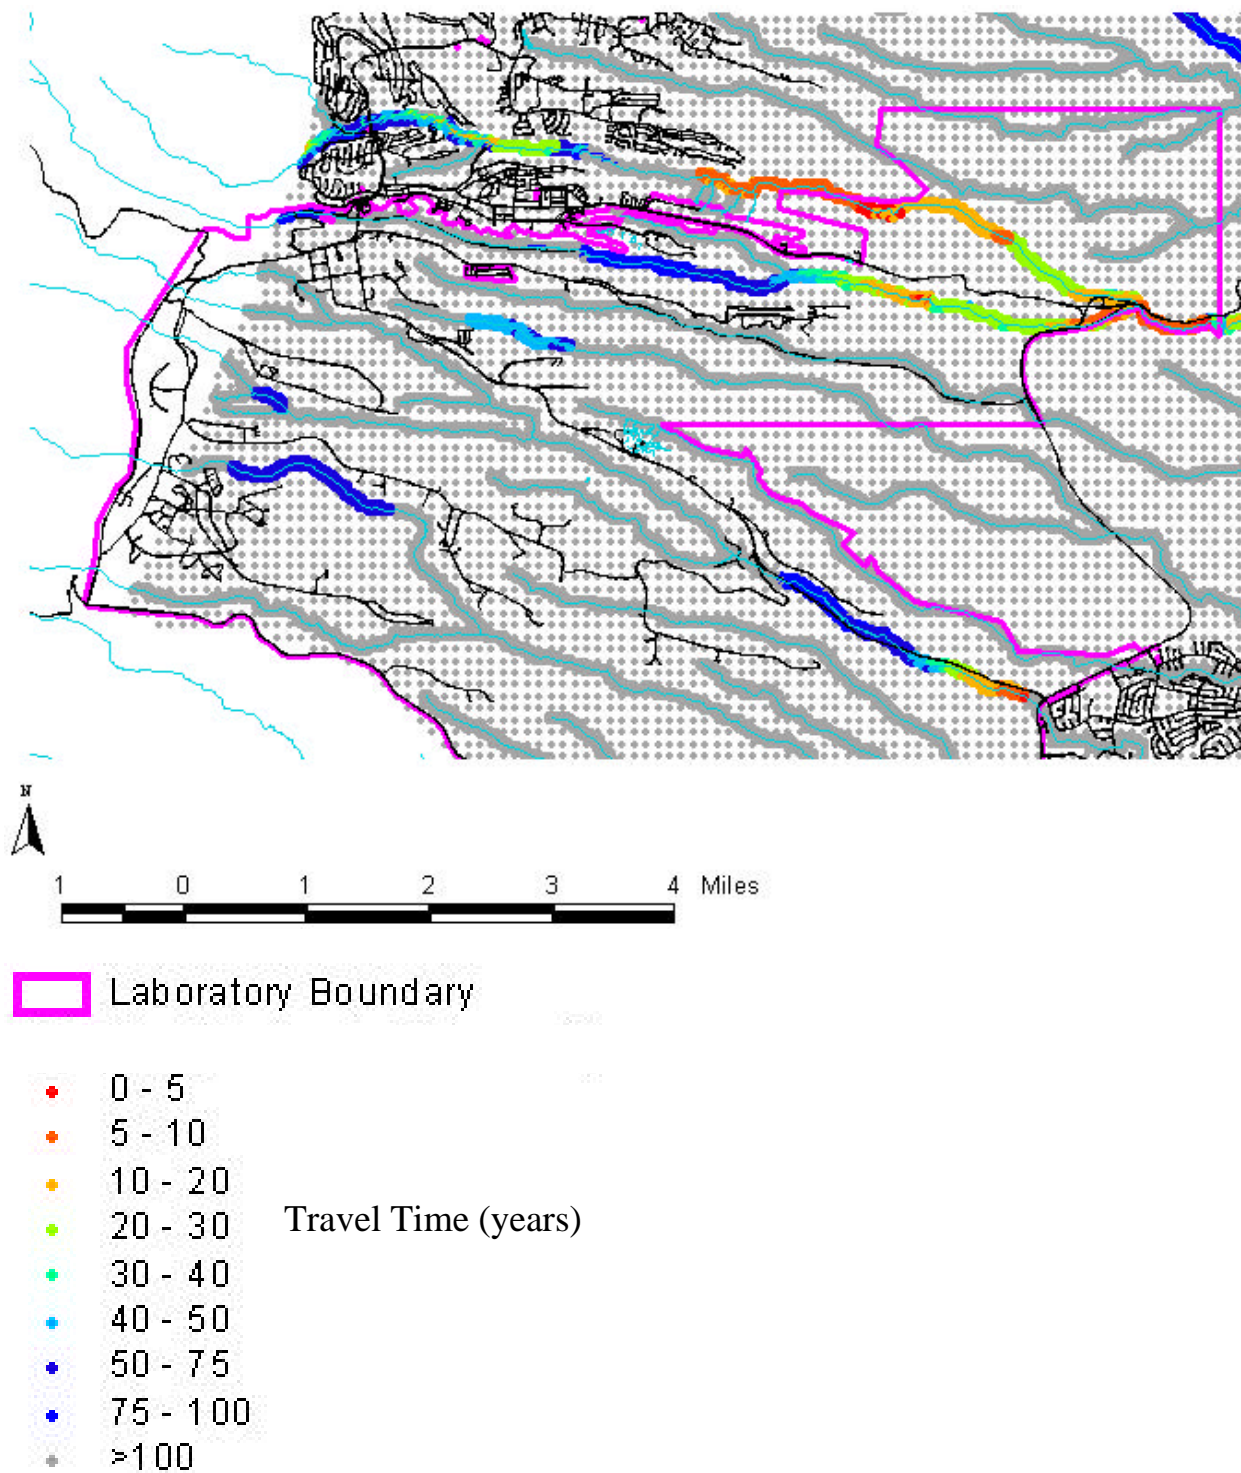 N
1 0 1 2 3 4 Miles
Laboratory Boundary
0 - 5
5 - 10
10 - 20
20 - 30
Travel Time (years)
30 - 40
40 - 50
50 - 75
75 - 100
>100